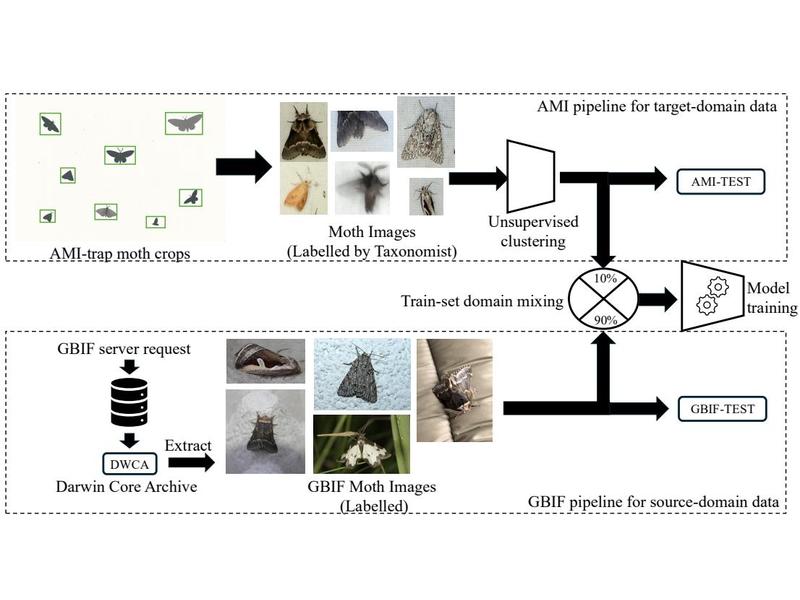 AMI pipeline for target-domain data
AMI-TEST
Moth Images
(Labelled by Taxonomist)
Unsupervised
clustering
AMI-trap moth crops
10%
Train-set domain mixing
90%
Model
training
GBIF server request
DWCA
Extract
Darwin Core Archive
GBIF Moth Images
(Labelled)
GBIF-TEST
GBIF pipeline for source-domain data